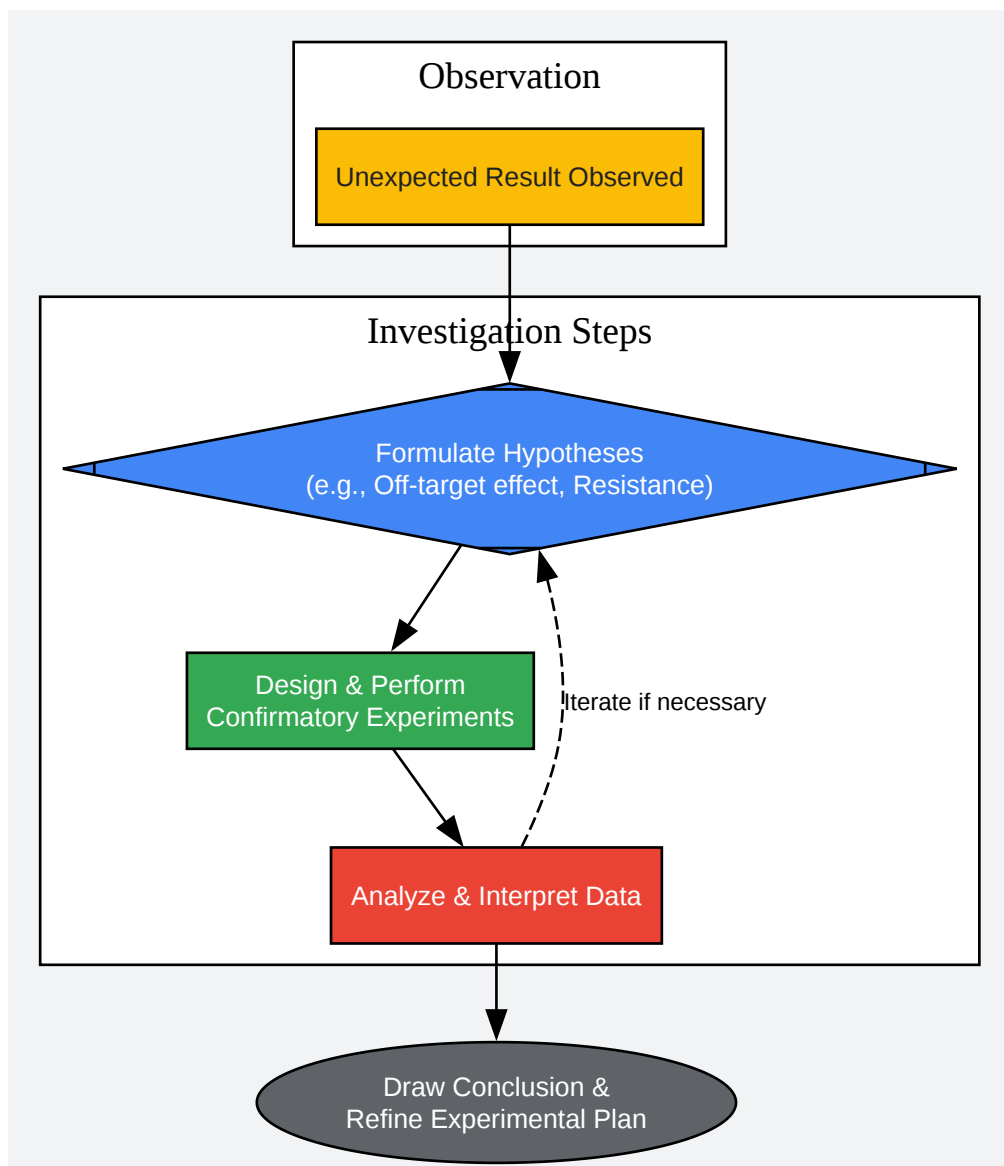 Observation
Unexpected Result Observed
Investigation Steps
Formulate Hypotheses
(e.g., Off-target effect, Resistance)
Design & Perform
Confirmatory Experiments
Iterate if necessary
Analyze & Interpret Data
Draw Conclusion &
Refine Experimental Plan